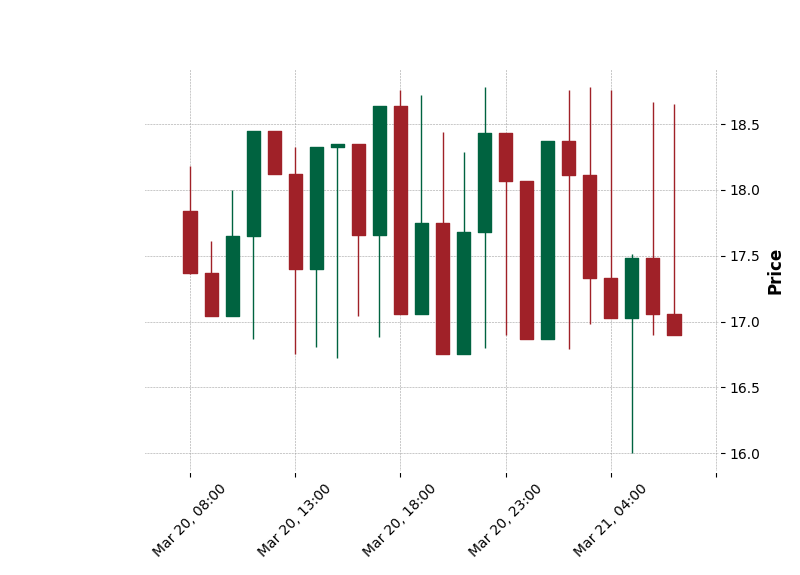 18.5
18.0
17.5
17.0
16.5
16.0
Price
Mar 20, 08:00
Mar 20, 13:00
Mar 20, 18:00
Mar 20, 23:00
Mar 21, 04:00